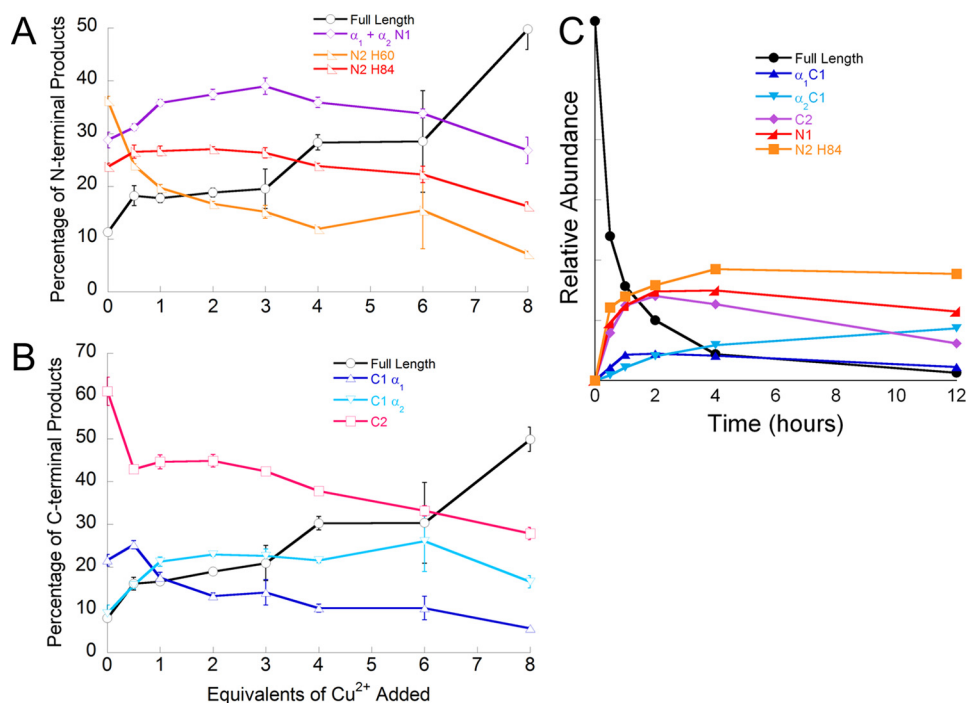 A
Percentage of N-terminal Products
50
40
30
20
10
0
0 1 2 3 4 5 6 7 8
Full Length
α₁ + α₂ N1
N2 H60
N2 H84
B
Percentage of C-terminal Products
70
60
50
40
30
20
10
0
0 1 2 3 4 5 6 7 8
Equivalents of Cu²⁺ Added
Full Length
C1 α₁
C1 α₂
C2
C
Relative Abundance
Full Length
α₁C1
α₂C1
C2
N1
N2 H84
0 2 4 6 8 10 12
Time (hours)